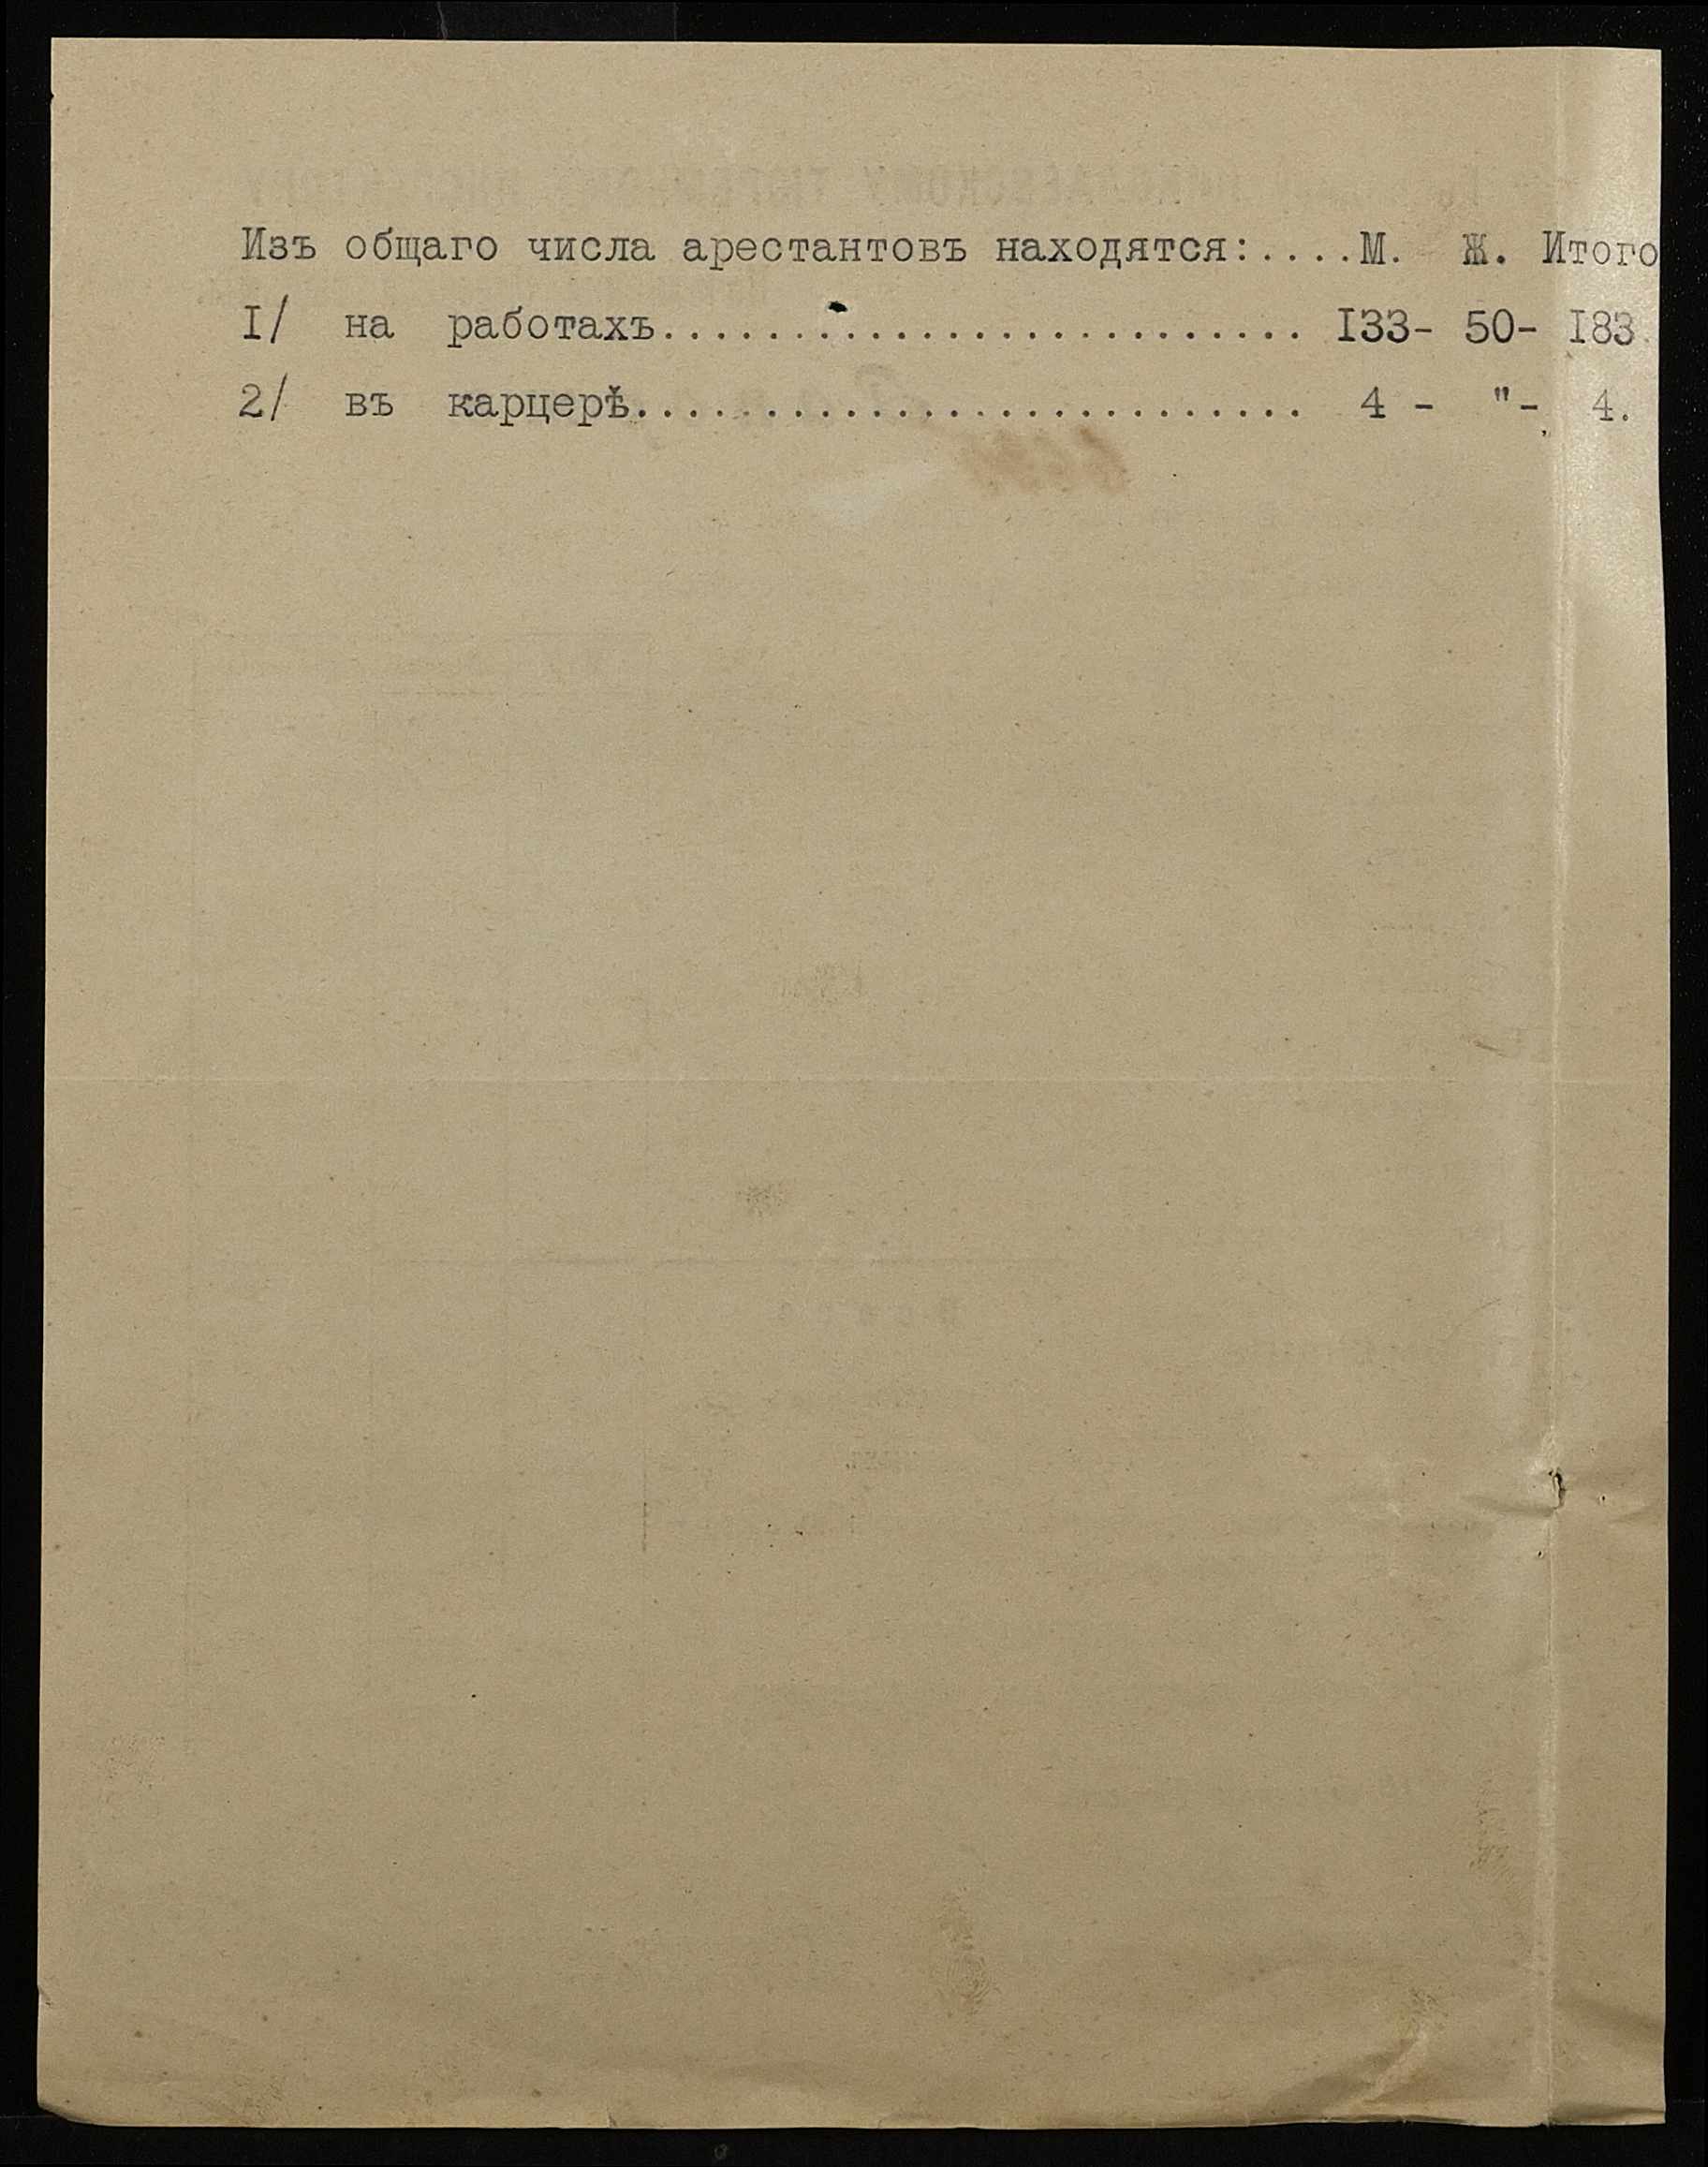 Изъ общаго числа арестантовъ находятся:....М. Ж. Итого
I/ на работахъ......................... I33- 50- I83.
2/ въ карцерѣ.......................... 4 - "- 4.